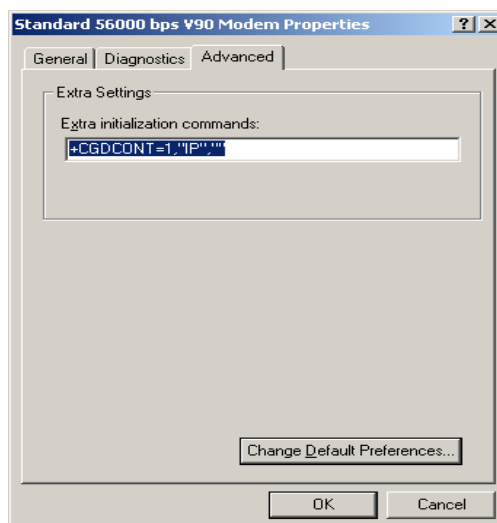 Standard 56000 bps V90 Modem Properties
General Diagnostics Advanced
Extra Settings
Extra initialization commands:
+CGDCONT=1,"IP",""
Change Default Preferences...
OK Cancel